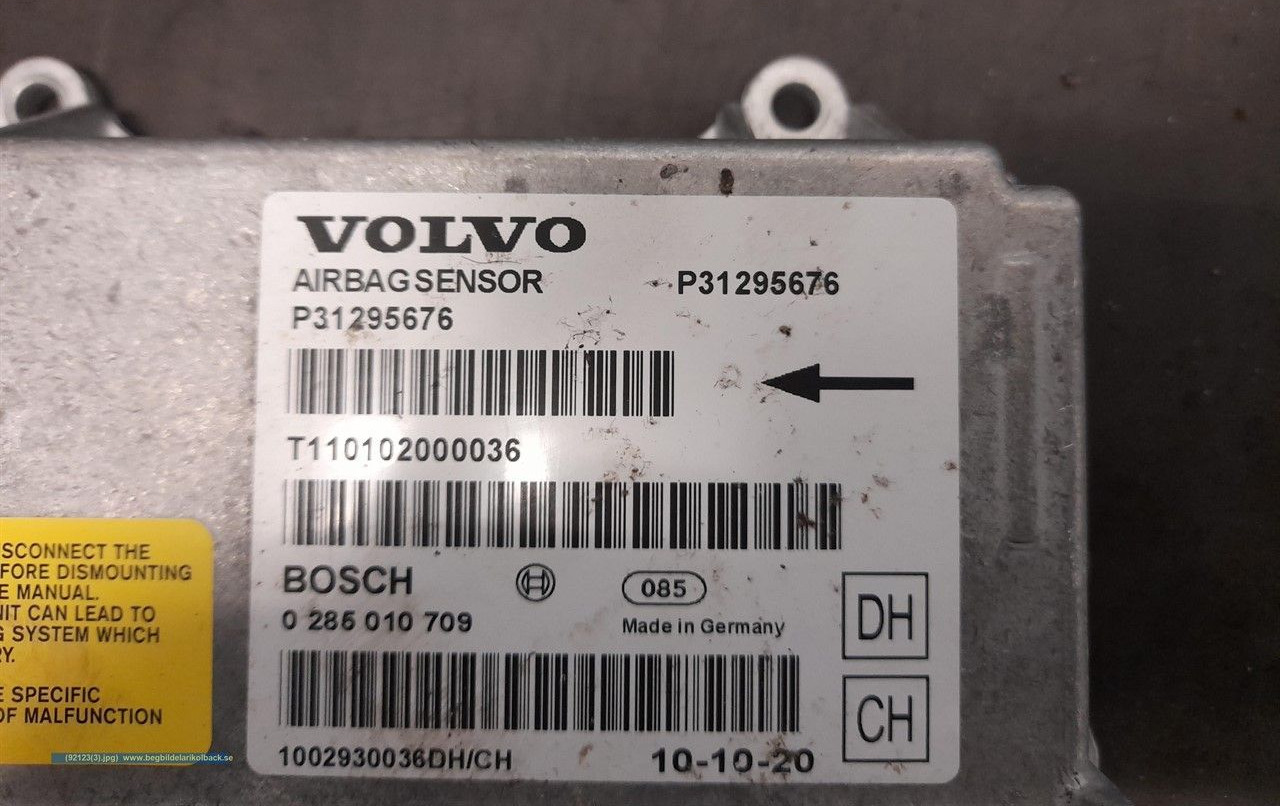 VOLVO
AIRBAG SENSOR P31295676
P31295676
T110102000036
BOSCH 085
0 285 010 709 Made in Germany
DH
CH
1002930036DH/CH 10-10-20
SCONNECT THE
FORE DISMOUNTING
E MANUAL.
NIT CAN LEAD TO
G SYSTEM WHICH
RY.
E SPECIFIC
OF MALFUNCTION
(92123(3).jpg) www.begbildelarikolback.se